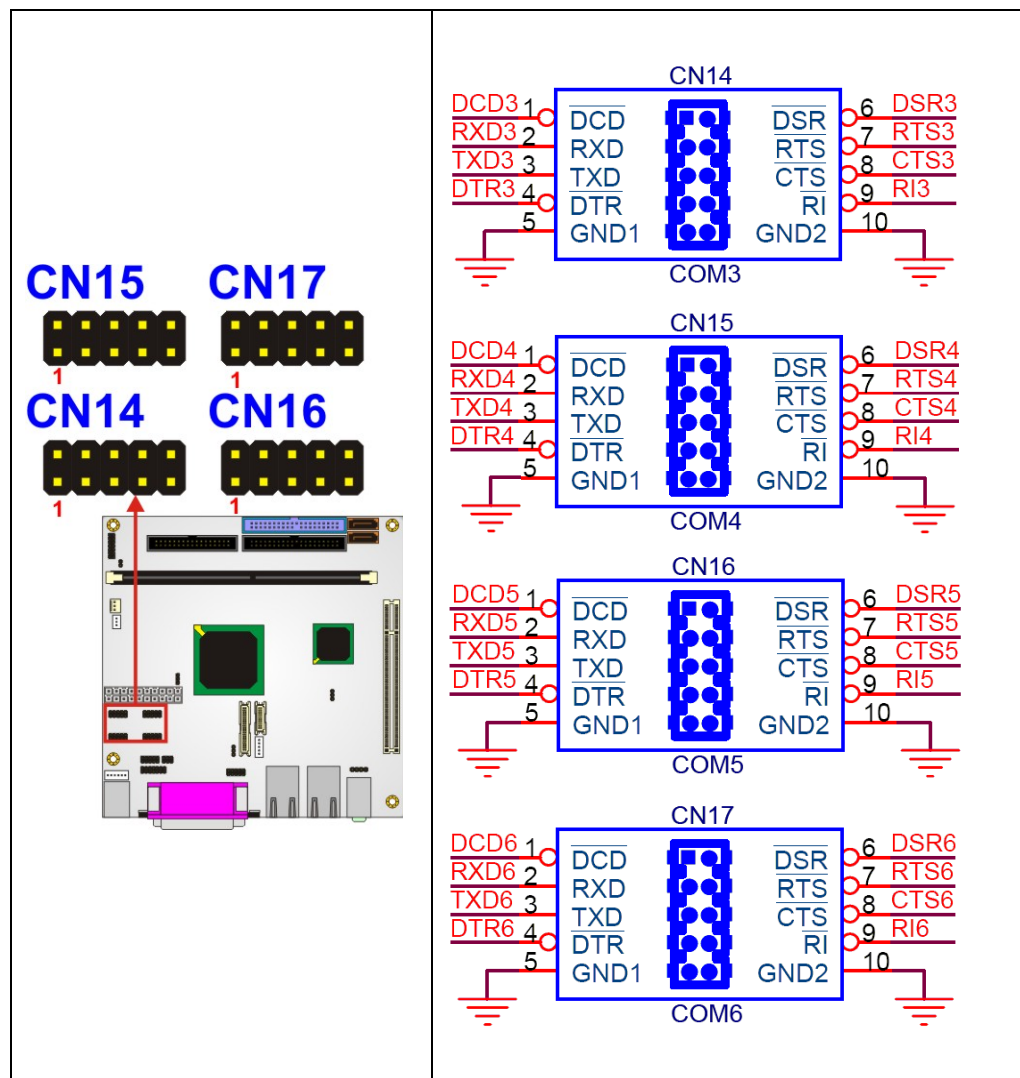 CN15 CN17
1 1
CN14 CN16
1 1
CN14
DCD3 1 DCD DSR 6 DSR3
RXD3 2 RXD RTS 7 RTS3
TXD3 3 TXD CTS 8 CTS3
DTR3 4 DTR RI 9 RI3
5 GND1 GND2 10
COM3
CN15
DCD4 1 DCD DSR 6 DSR4
RXD4 2 RXD RTS 7 RTS4
TXD4 3 TXD CTS 8 CTS4
DTR4 4 DTR RI 9 RI4
5 GND1 GND2 10
COM4
CN16
DCD5 1 DCD DSR 6 DSR5
RXD5 2 RXD RTS 7 RTS5
TXD5 3 TXD CTS 8 CTS5
DTR5 4 DTR RI 9 RI5
5 GND1 GND2 10
COM5
CN17
DCD6 1 DCD DSR 6 DSR6
RXD6 2 RXD RTS 7 RTS6
TXD6 3 TXD CTS 8 CTS6
DTR6 4 DTR RI 9 RI6
5 GND1 GND2 10
COM6